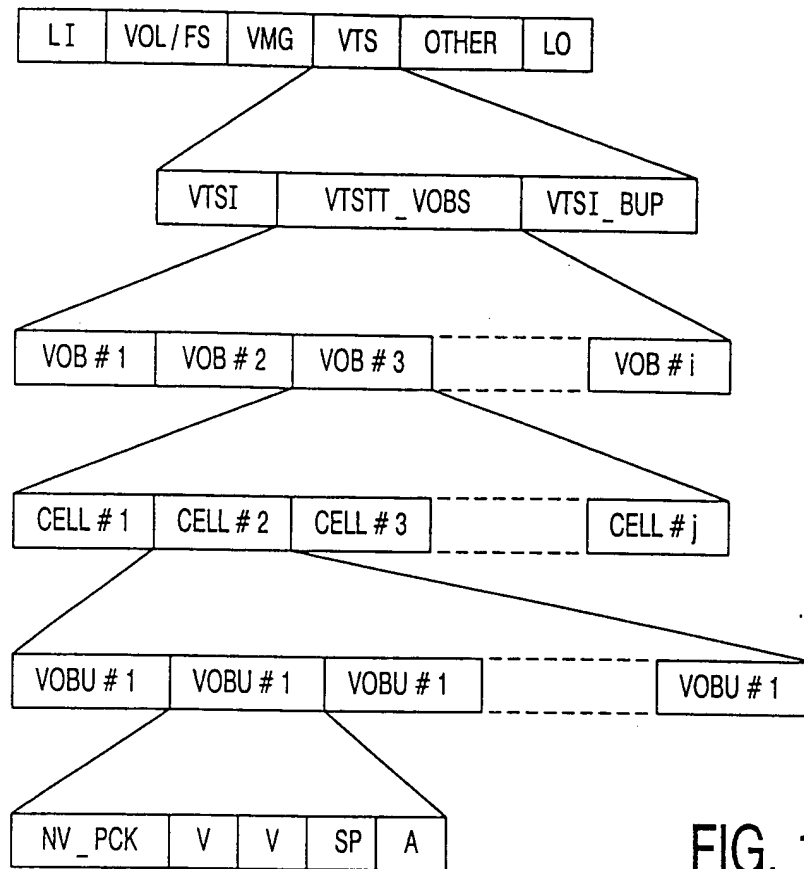 LI VOL/FS VMG VTS OTHER LO
VTSI VTSTT_VOBS VTSI_BUP
VOB # 1 VOB # 2 VOB # 3 VOB # i
CELL # 1 CELL # 2 CELL # 3 CELL # j
VOBU # 1 VOBU # 1 VOBU # 1 VOBU # 1
NV_PCK V V SP A
FIG.